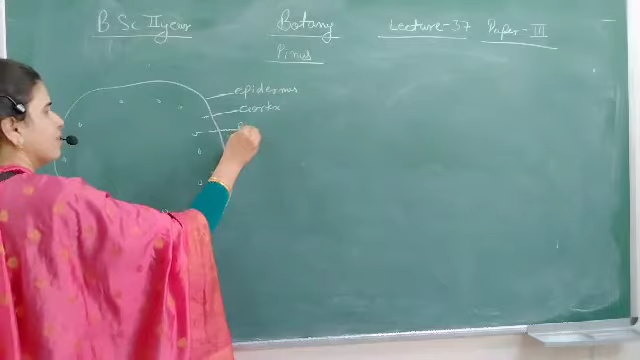 B Sc II year Botany Lecture-37 Paper-III
Pinus
epidermis
cortex